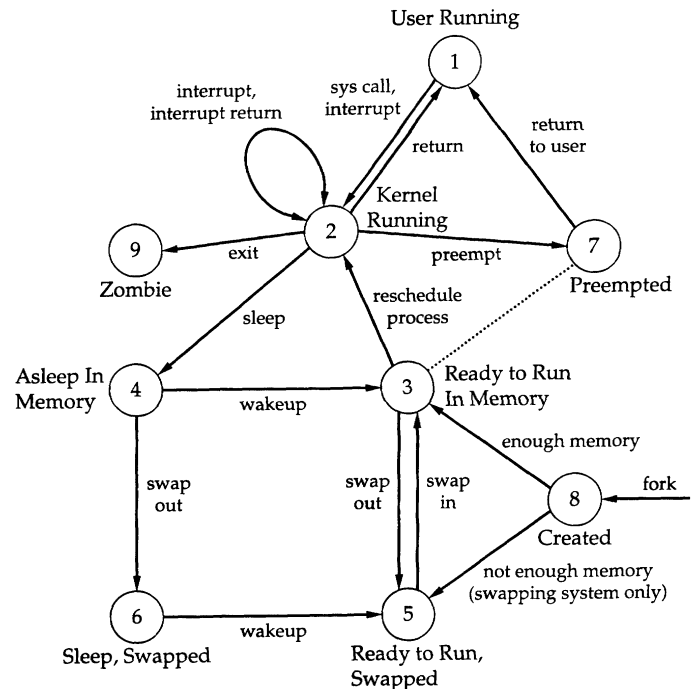 User Running
1
interrupt,
interrupt return
sys call,
interrupt
return
return
to user
Kernel
Running
2
9
Zombie
exit
preempt
7
Preempted
sleep
reschedule
process
Asleep In
Memory
4
wakeup
3
Ready to Run
In Memory
enough memory
swap
out
swap
out
swap
in
8
Created
fork
not enough memory
(swapping system only)
6
Sleep, Swapped
wakeup
5
Ready to Run,
Swapped